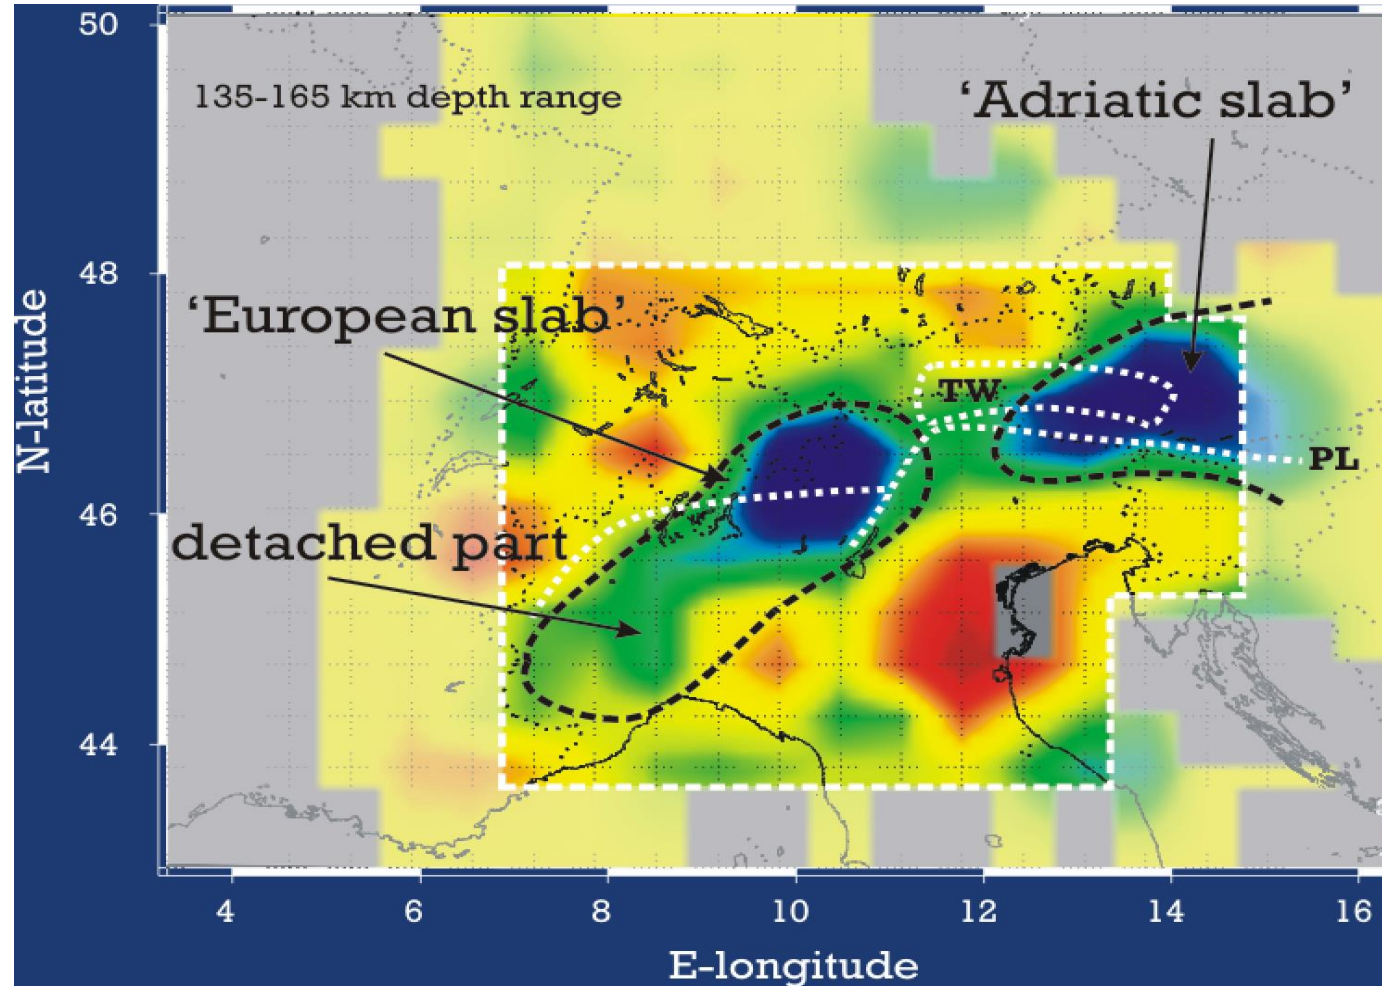 50
135-165 km depth range
‘Adriatic slab’
48
‘European slab’
TW
PL
46
detached part
44
N-latitude
4 6 8 10 12 14 16
E-longitude